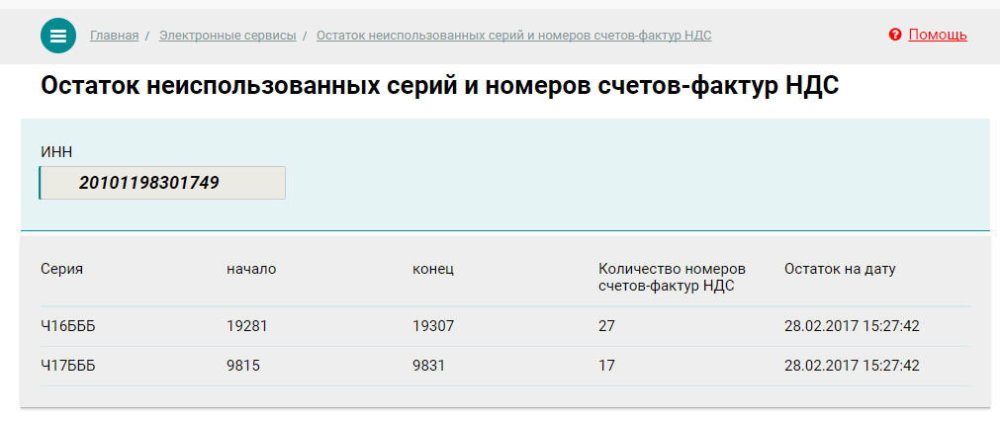 Главная / Электронные сервисы / Остаток неиспользованных серий и номеров счетов-фактур НДС Помощь
Остаток неиспользованных серий и номеров счетов-фактур НДС
ИНН
20101198301749
Серия начало конец Количество номеров счетов-фактур НДС Остаток на дату
Ч16БББ 19281 19307 27 28.02.2017 15:27:42
Ч17БББ 9815 9831 17 28.02.2017 15:27:42